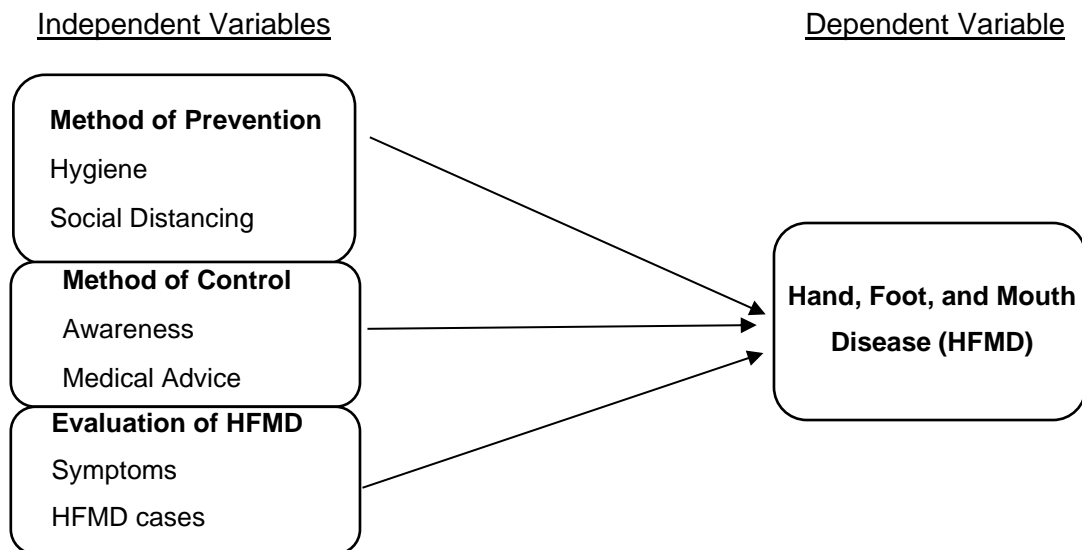 Independent Variables
Dependent Variable
Method of Prevention
Hygiene
Social Distancing
Method of Control
Awareness
Medical Advice
Evaluation of HFMD
Symptoms
HFMD cases
Hand, Foot, and Mouth
Disease (HFMD)